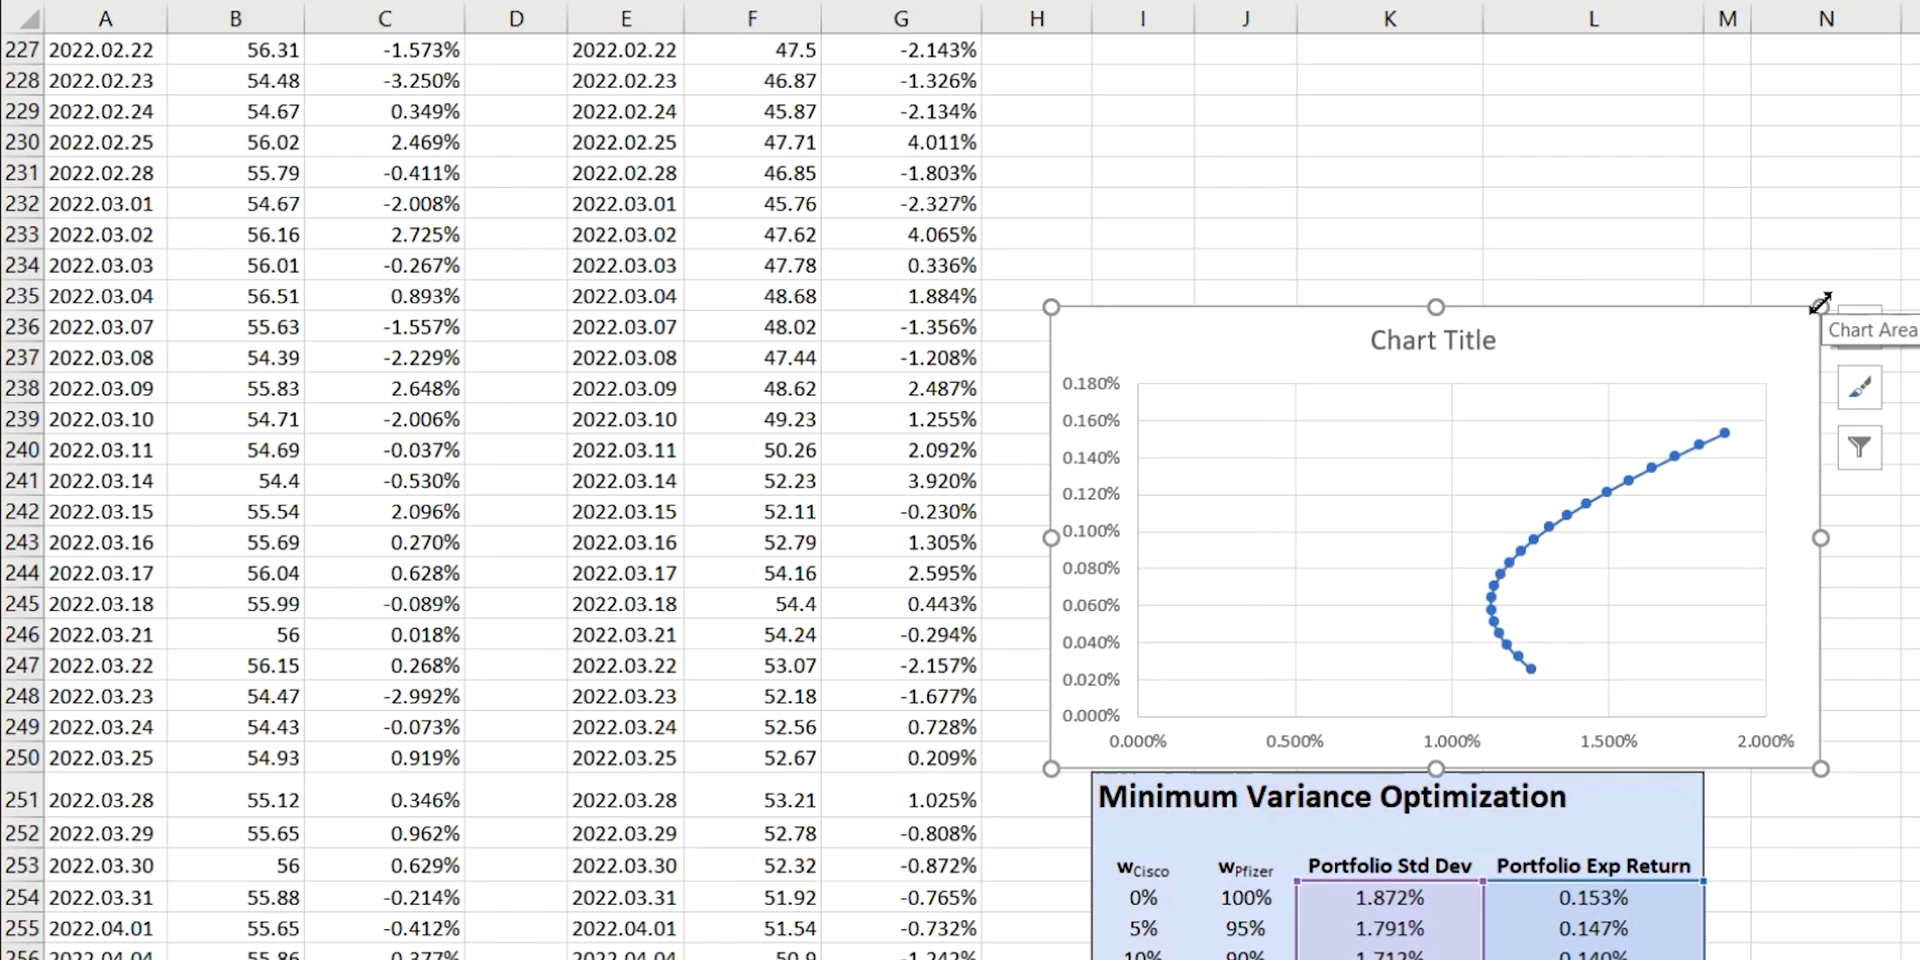 A B C D E F G H I J K L M N
227 2022.02.22 56.31 -1.573% 2022.02.22 47.5 -2.143%
228 2022.02.23 54.48 -3.250% 2022.02.23 46.87 -1.326%
229 2022.02.24 54.67 0.349% 2022.02.24 45.87 -2.134%
230 2022.02.25 56.02 2.469% 2022.02.25 47.71 4.011%
231 2022.02.28 55.79 -0.411% 2022.02.28 46.85 -1.803%
232 2022.03.01 54.67 -2.008% 2022.03.01 45.76 -2.327%
233 2022.03.02 56.16 2.725% 2022.03.02 47.62 4.065%
234 2022.03.03 56.01 -0.267% 2022.03.03 47.78 0.336%
235 2022.03.04 56.51 0.893% 2022.03.04 48.68 1.884%
236 2022.03.07 55.63 -1.557% 2022.03.07 48.02 -1.356%
237 2022.03.08 54.39 -2.229% 2022.03.08 47.44 -1.208%
238 2022.03.09 55.83 2.648% 2022.03.09 48.62 2.487%
239 2022.03.10 54.71 -2.006% 2022.03.10 49.23 1.255%
240 2022.03.11 54.69 -0.037% 2022.03.11 50.26 2.092%
241 2022.03.14 54.4 -0.530% 2022.03.14 52.23 3.920%
242 2022.03.15 55.54 2.096% 2022.03.15 52.11 -0.230%
243 2022.03.16 55.69 0.270% 2022.03.16 52.79 1.305%
244 2022.03.17 56.04 0.628% 2022.03.17 54.16 2.595%
245 2022.03.18 55.99 -0.089% 2022.03.18 54.4 0.443%
246 2022.03.21 56 0.018% 2022.03.21 54.24 -0.294%
247 2022.03.22 56.15 0.268% 2022.03.22 53.07 -2.157%
248 2022.03.23 54.47 -2.992% 2022.03.23 52.18 -1.677%
249 2022.03.24 54.43 -0.073% 2022.03.24 52.56 0.728%
250 2022.03.25 54.93 0.919% 2022.03.25 52.67 0.209%
251 2022.03.28 55.12 0.346% 2022.03.28 53.21 1.025%
252 2022.03.29 55.65 0.962% 2022.03.29 52.78 -0.808%
253 2022.03.30 56 0.629% 2022.03.30 52.32 -0.872%
254 2022.03.31 55.88 -0.214% 2022.03.31 51.92 -0.765%
255 2022.04.01 55.65 -0.412% 2022.04.01 51.54 -0.732%
256 2022.04.04 55.86 0.377% 2022.04.04 50.9 -1.242%
Chart Area
Chart Title
0.180%
0.160%
0.140%
0.120%
0.100%
0.080%
0.060%
0.040%
0.020%
0.000%
0.000% 0.500% 1.000% 1.500% 2.000%
Minimum Variance Optimization
wCisco wPfizer Portfolio Std Dev Portfolio Exp Return
0% 100% 1.872% 0.153%
5% 95% 1.791% 0.147%
10% 90% 1.712% 0.140%